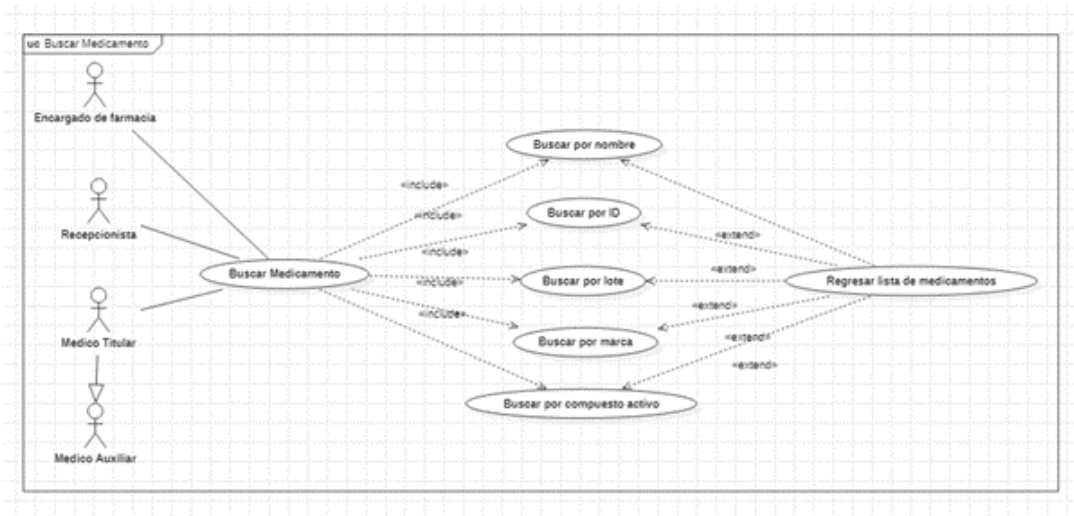 uc Buscar Medicamento
Encargado de farmacia
Buscar por nombre
«include»
Recepcionista
Buscar por ID
«include»
«extend»
«include»
Buscar Medicamento
«extend»
Buscar por lote
Regresar lista de medicamentos
«include»
«extend»
«include»
Medico Titular
Buscar por marca
«extend»
«extend»
Buscar por compuesto activo
Medico Auxiliar